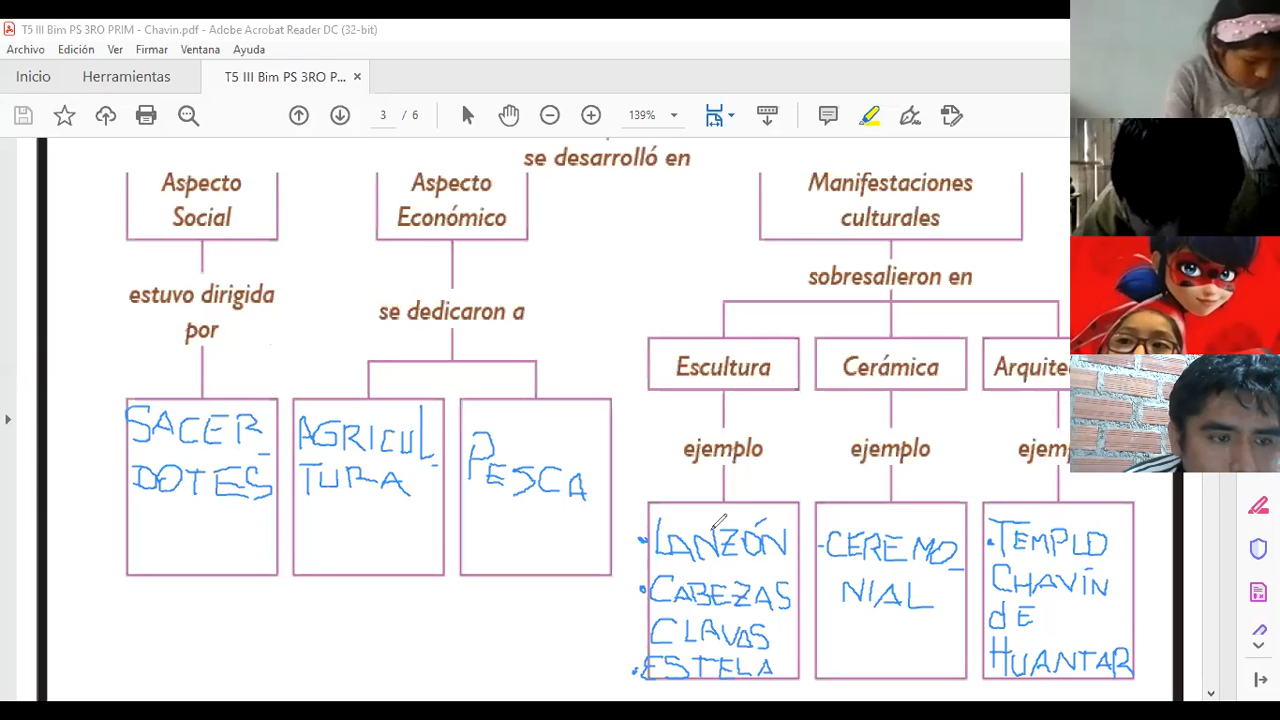 T5 III Bim PS 3RO PRIM - Chavin.pdf - Adobe Acrobat Reader DC (32-bit)
Archivo Edición Ver Firmar Ventana Ayuda
Inicio Herramientas T5 III Bim PS 3RO P... ×
3 / 6 139%
se desarrolló en
Aspecto
Social
Aspecto
Económico
Manifestaciones
culturales
estuvo dirigida
por
se dedicaron a
sobresalieron en
Escultura
Cerámica
Arquite
ejemplo
ejemplo
ejem
SACER_
DOTES
AGRICUL_
TURA
PESCA
• LANZÓN
• CABEZAS
CLAVAS
• ESTELA
- CEREMO_
NIAL
• TEMPLO
CHAVÍN
dE
HUANTAR